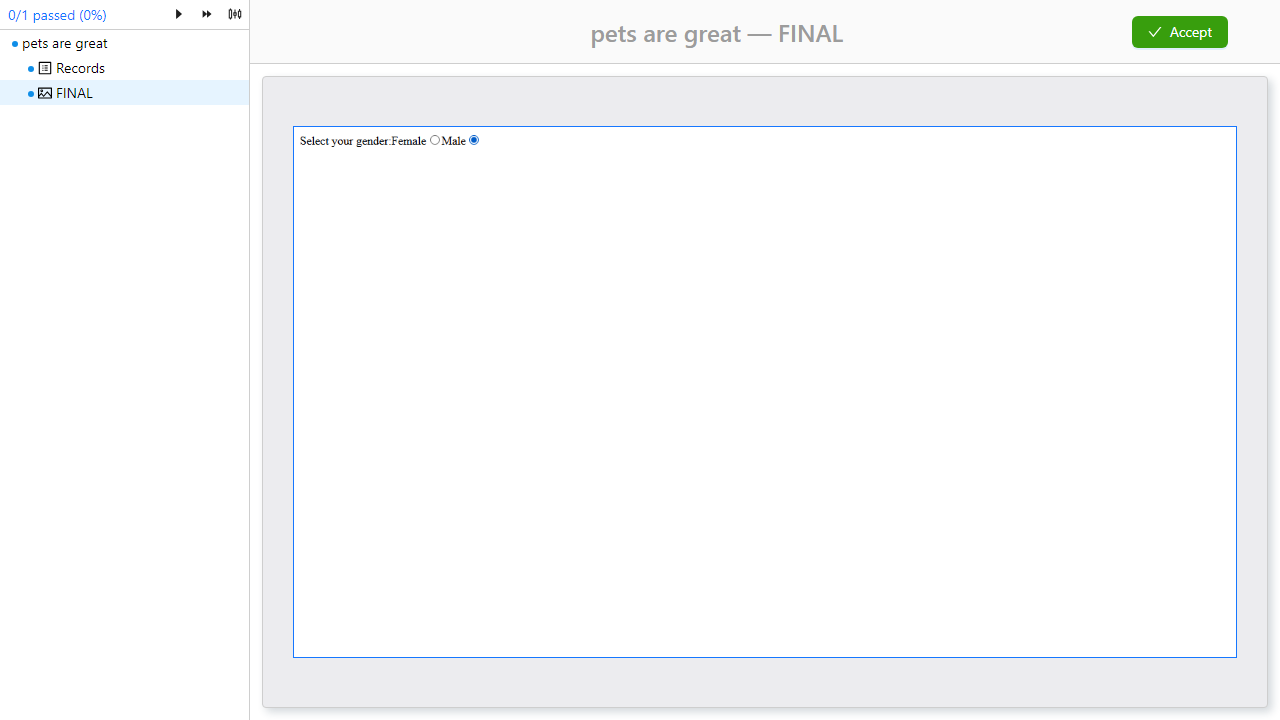 0/1 passed (0%)
pets are great
Records
FINAL
pets are great — FINAL
Accept
Select your gender:Female Male